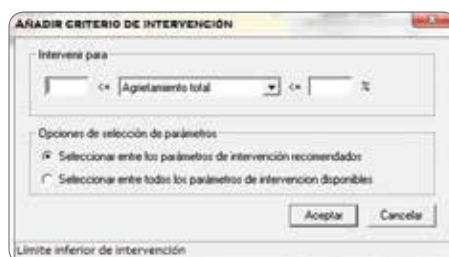 AÑADIR CRITERIO DE INTERVENCIÓN
Intervenir para
<= Agrietamiento total <= %
Opciones de selección de parámetros
Seleccionar entre los parámetros de intervención recomendados
Seleccionar entre todos los parámetros de intervencion disponibles
Aceptar Cancelar
Límite inferior de intervención